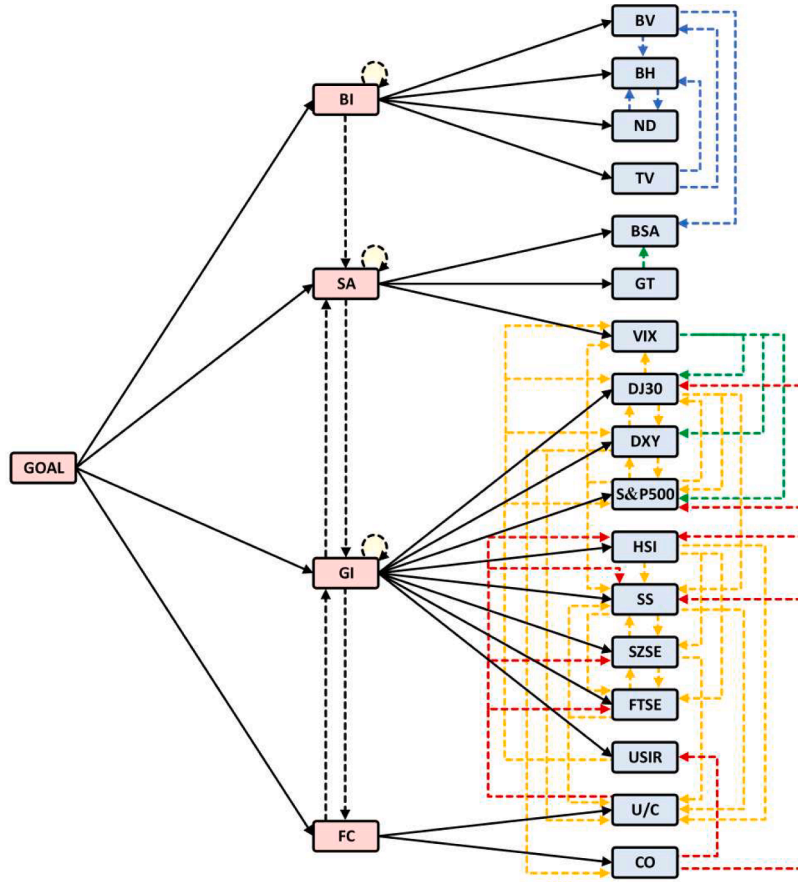 BV
BH
BI
ND
TV
BSA
SA
GT
VIX
DJ30
DXY
GOAL
S&P500
HSI
GI
SS
SZSE
FTSE
USIR
U/C
FC
CO